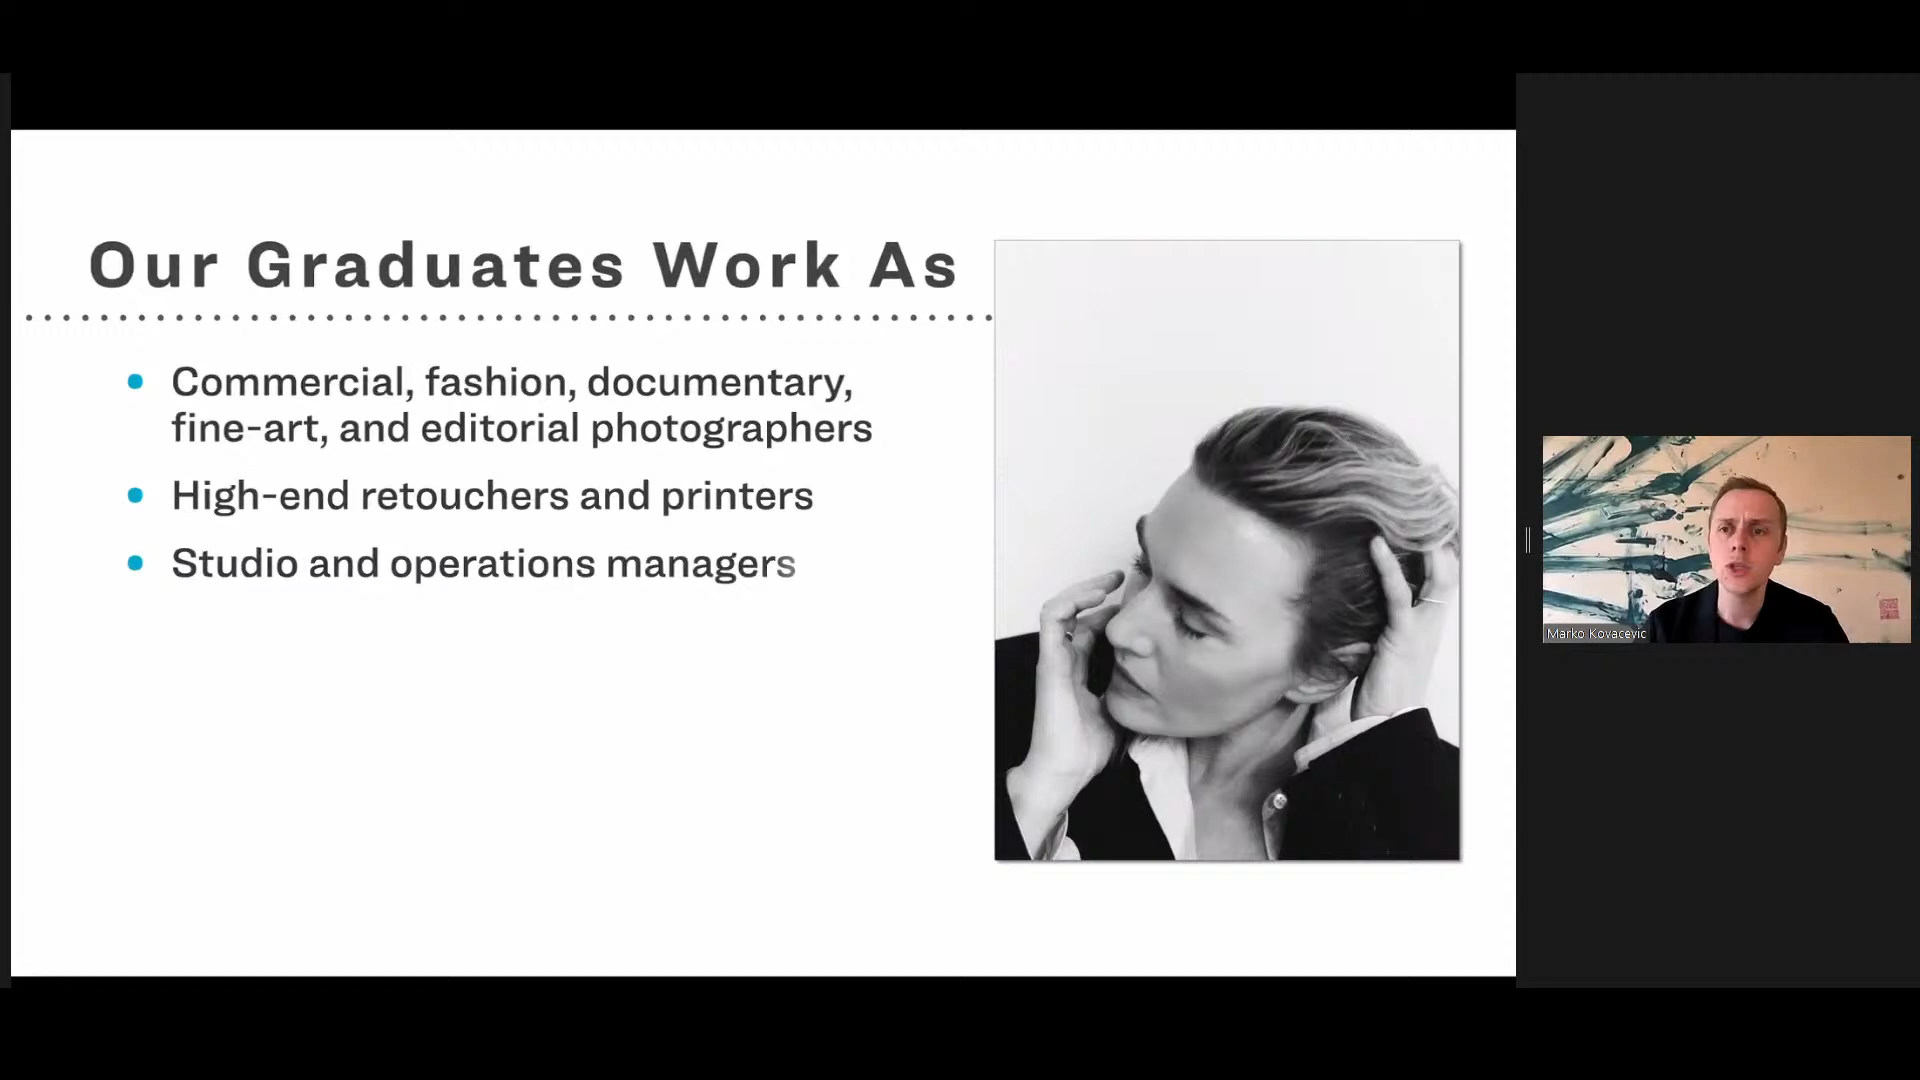 Our Graduates Work As
Commercial, fashion, documentary,
fine-art, and editorial photographers
High-end retouchers and printers
Studio and operations managers
Marko Kovacevic